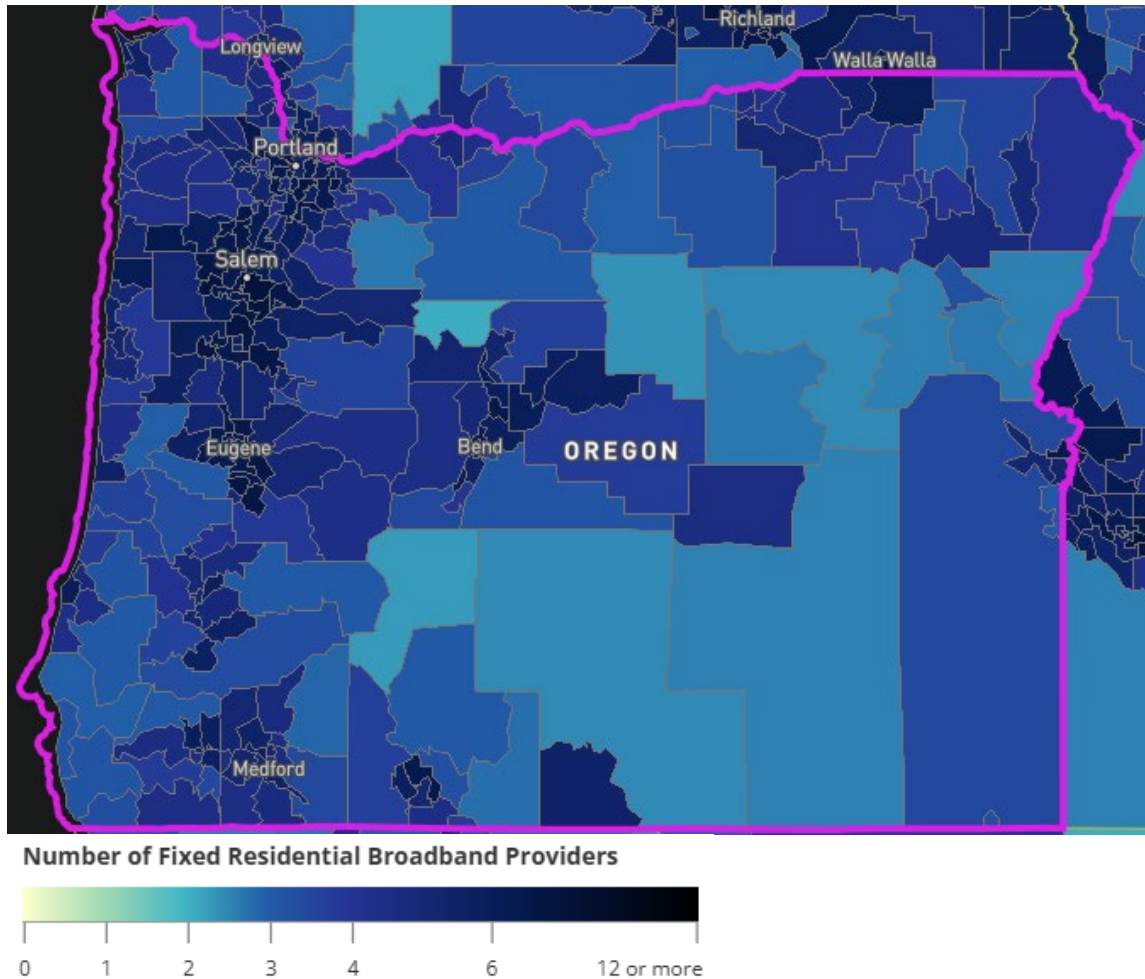 Richland
Longview
Walla Walla
Portland
Salem
Eugene
Bend
OREGON
Medford
Number of Fixed Residential Broadband Providers
0 1 2 3 4 6 12 or more